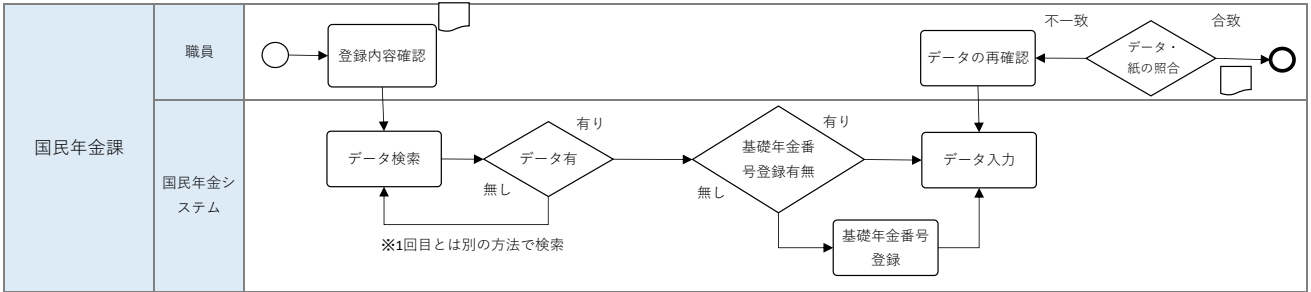 国民年金課
職員
登録内容確認
データの再確認
不一致
データ・
紙の照合
合致
国民年金シ
ステム
データ検索
データ有
有り
無し
※1回目とは別の方法で検索
基礎年金番
号登録有無
有り
無し
基礎年金番号
登録
データ入力